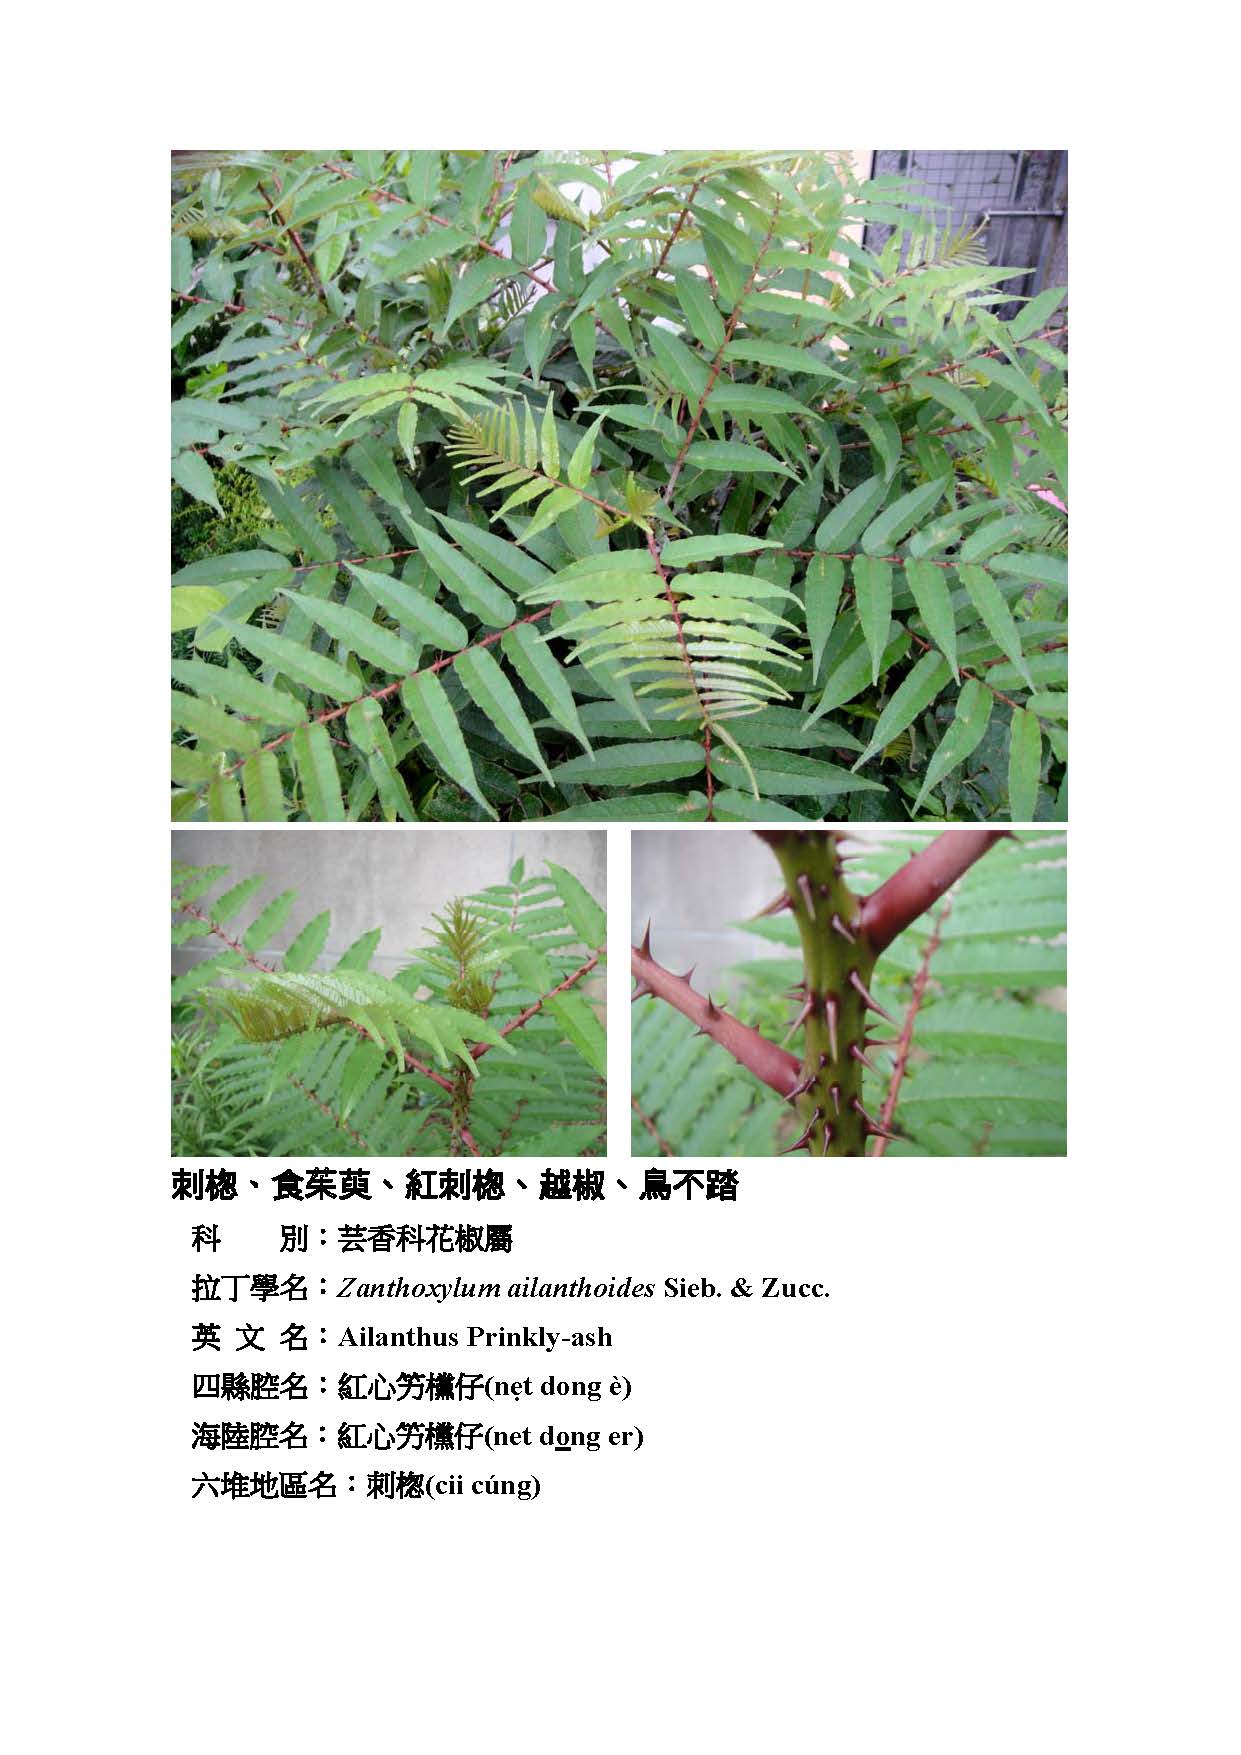 刺楤、食茱萸、紅刺楤、越椒、鳥不踏
科　　別：芸香科花椒屬
拉丁學名：Zanthoxylum ailanthoides Sieb. & Zucc.
英 文 名：Ailanthus Prinkly-ash
四縣腔名：紅心竻欓仔(nẹt dong è)
海陸腔名：紅心竻欓仔(net do̲ng er)
六堆地區名：刺楤(cii cúng)